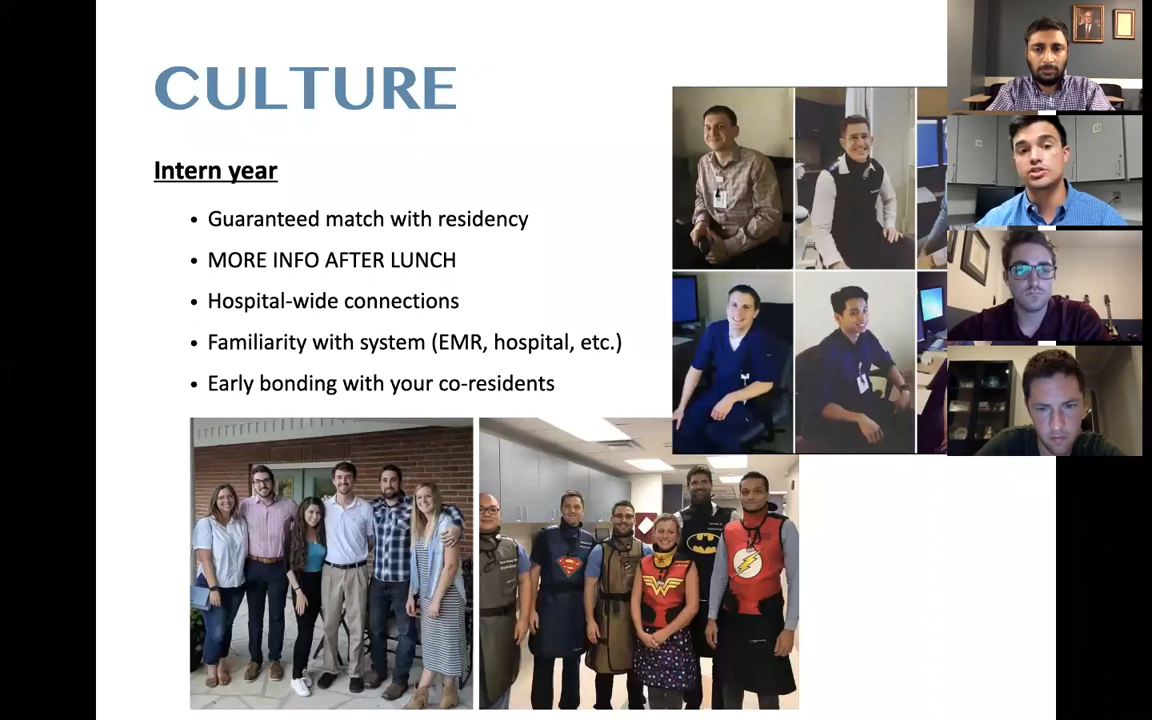 CULTURE
Intern year
• Guaranteed match with residency
• MORE INFO AFTER LUNCH
• Hospital-wide connections
• Familiarity with system (EMR, hospital, etc.)
• Early bonding with your co-residents